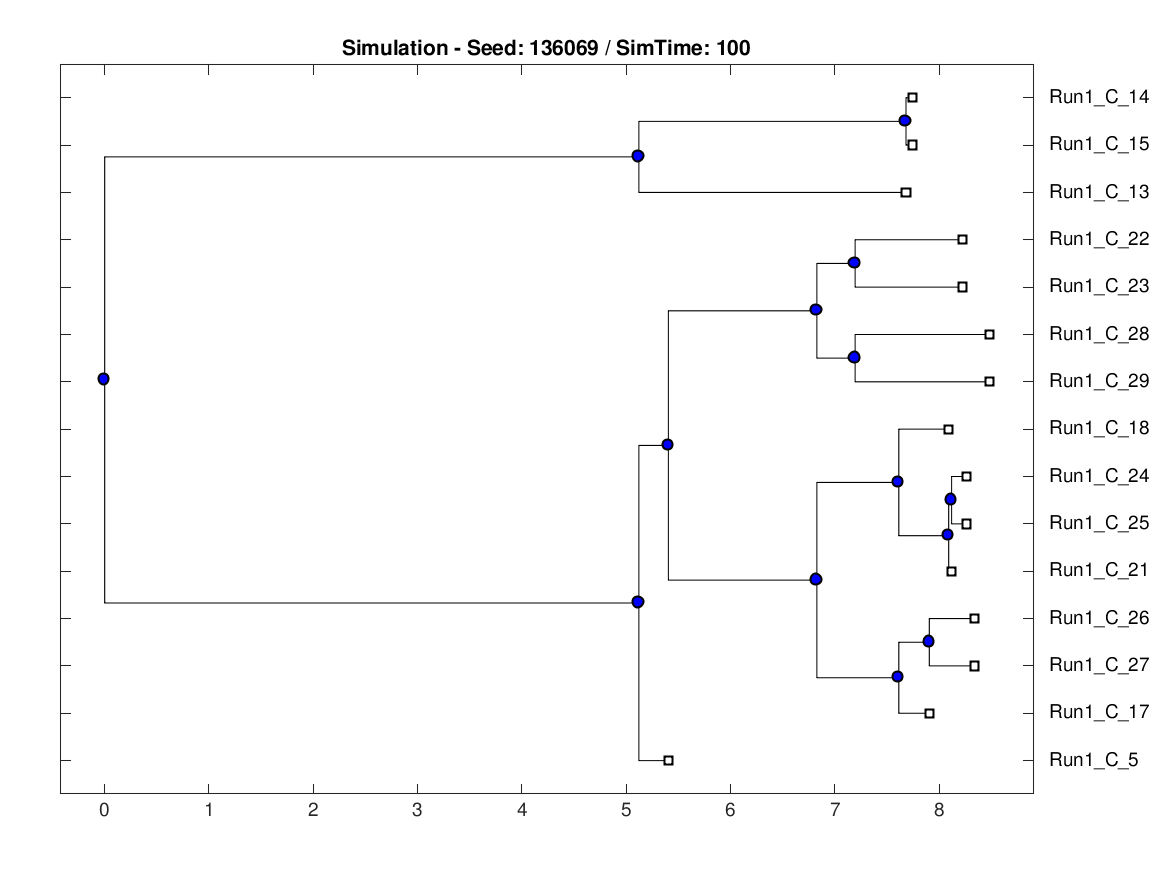 Simulation - Seed: 136069 / SimTime: 100
Run1_C_14
Run1_C_15
Run1_C_13
Run1_C_22
Run1_C_23
Run1_C_28
Run1_C_29
Run1_C_18
Run1_C_24
Run1_C_25
Run1_C_21
Run1_C_26
Run1_C_27
Run1_C_17
Run1_C_5
0 1 2 3 4 5 6 7 8